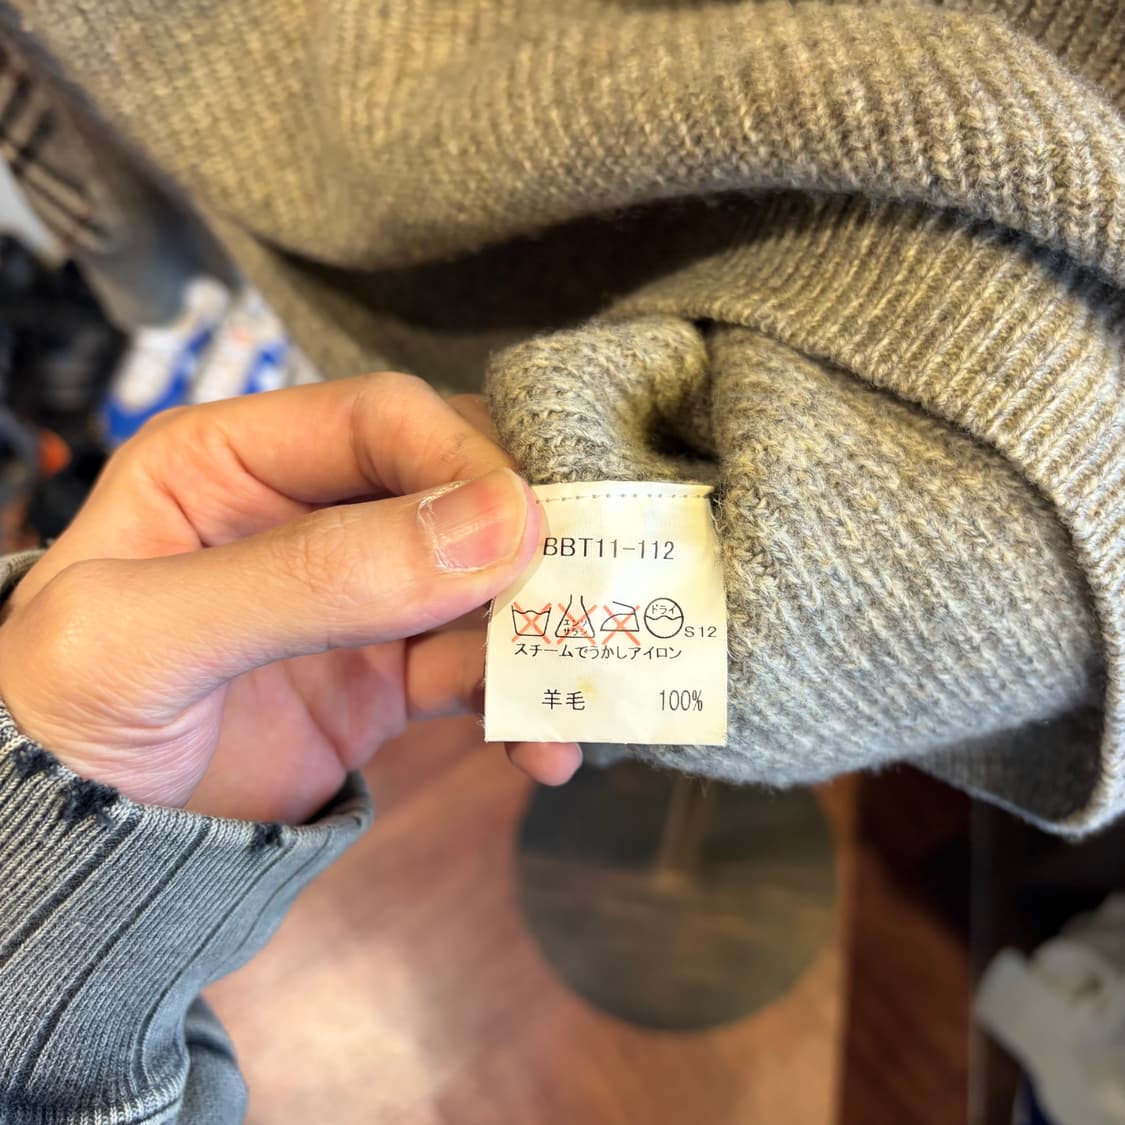 BBT11-112
エンソ
サラシ
ドライ
S12
スチームでうかしアイロン
羊毛 100%